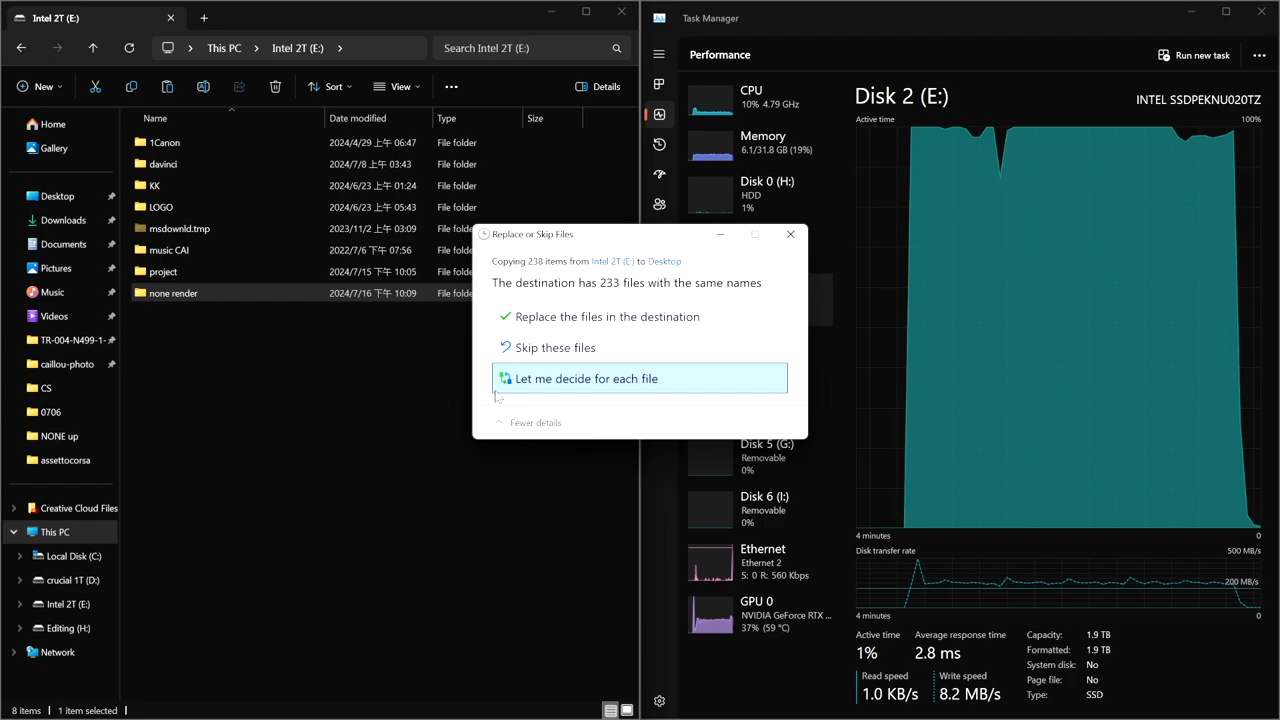 Intel 2T (E:)
This PC
Intel 2T (E:)
Search Intel 2T (E:)
New
Sort
View
Details
Home
Gallery
Desktop
Downloads
Documents
Pictures
Music
Videos
TR-004-N499-1-
caillou-photo
CS
0706
NONE up
assettocorsa
Creative Cloud Files
This PC
Local Disk (C:)
crucial 1T (D:)
Intel 2T (E:)
Editing (H:)
Network
Name Date modified Type Size
1Canon 2024/4/29 上午 06:47 File folder
davinci 2024/7/8 上午 03:43 File folder
KK 2024/6/23 上午 01:24 File folder
LOGO 2024/6/23 上午 05:43 File folder
msdownld.tmp 2023/11/2 上午 03:09 File folder
music CAI 2022/7/6 下午 07:56 File folder
project 2024/7/15 下午 10:05 File folder
none render 2024/7/16 下午 10:09 File folde
8 items
1 item selected
Replace or Skip Files
Copying 238 items from Intel 2T (E:) to Desktop
The destination has 233 files with the same names
Replace the files in the destination
Skip these files
Let me decide for each file
Fewer details
Task Manager
Performance
Run new task
CPU
10% 4.79 GHz
Memory
6.1/31.8 GB (19%)
Disk 0 (H:)
HDD
1%
Disk 5 (G:)
Removable
0%
Disk 6 (I:)
Removable
0%
Ethernet
Ethernet 2
S: 0 R: 560 Kbps
GPU 0
NVIDIA GeForce RTX ...
37% (59 °C)
Disk 2 (E:)
INTEL SSDPEKNU020TZ
Active time 100%
4 minutes 0
Disk transfer rate 500 MB/s
200 MB/s
4 minutes 0
Active time
1%
Average response time
2.8 ms
Read speed
1.0 KB/s
Write speed
8.2 MB/s
Capacity: 1.9 TB
Formatted: 1.9 TB
System disk: No
Page file: No
Type: SSD